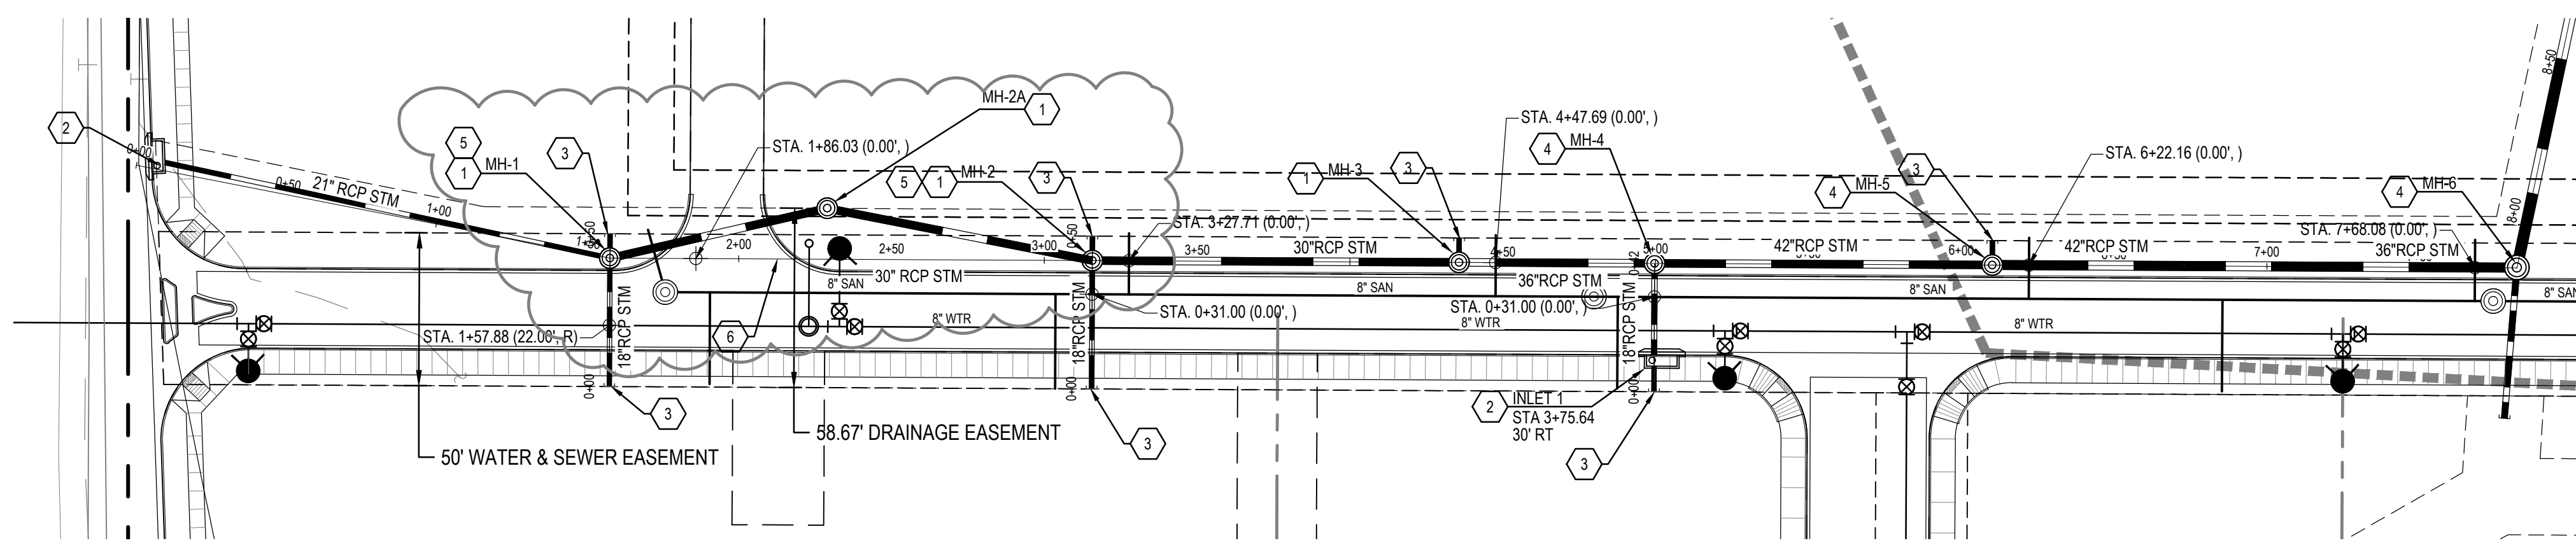 2
0+00
0+50
21" RCP STM
1+00
1+50
5
1
MH-1
3
0+50
STA. 1+86.03 (0.00', )
2+00
MH-2A
1
2+50
5
1
MH-2
3
3+00
0+50
STA. 3+27.71 (0.00', )
3+50
30"RCP STM
1
MH-3
3
STA. 4+47.69 (0.00', )
4+50
4
MH-4
5+00
42"RCP STM
4
MH-5
3
6+00
STA. 6+22.16 (0.00', )
42"RCP STM
7+00
STA. 7+68.08 (0.00', )
36"RCP STM
4
MH-6
8+00
8+50
30" RCP STM
36"RCP STM
8" SAN
8" SAN
8" SAN
8" SAN
STA. 1+57.88 (22.00', R)
18"RCP STM
6
8" WTR
18"RCP STM
STA. 0+31.00 (0.00', )
8" WTR
STA. 0+31.00 (0.00', )
18"RCP STM
8" WTR
0+00
3
0+00
3
0+00
3
2
INLET 1
STA 3+75.64
30' RT
58.67' DRAINAGE EASEMENT
50' WATER & SEWER EASEMENT